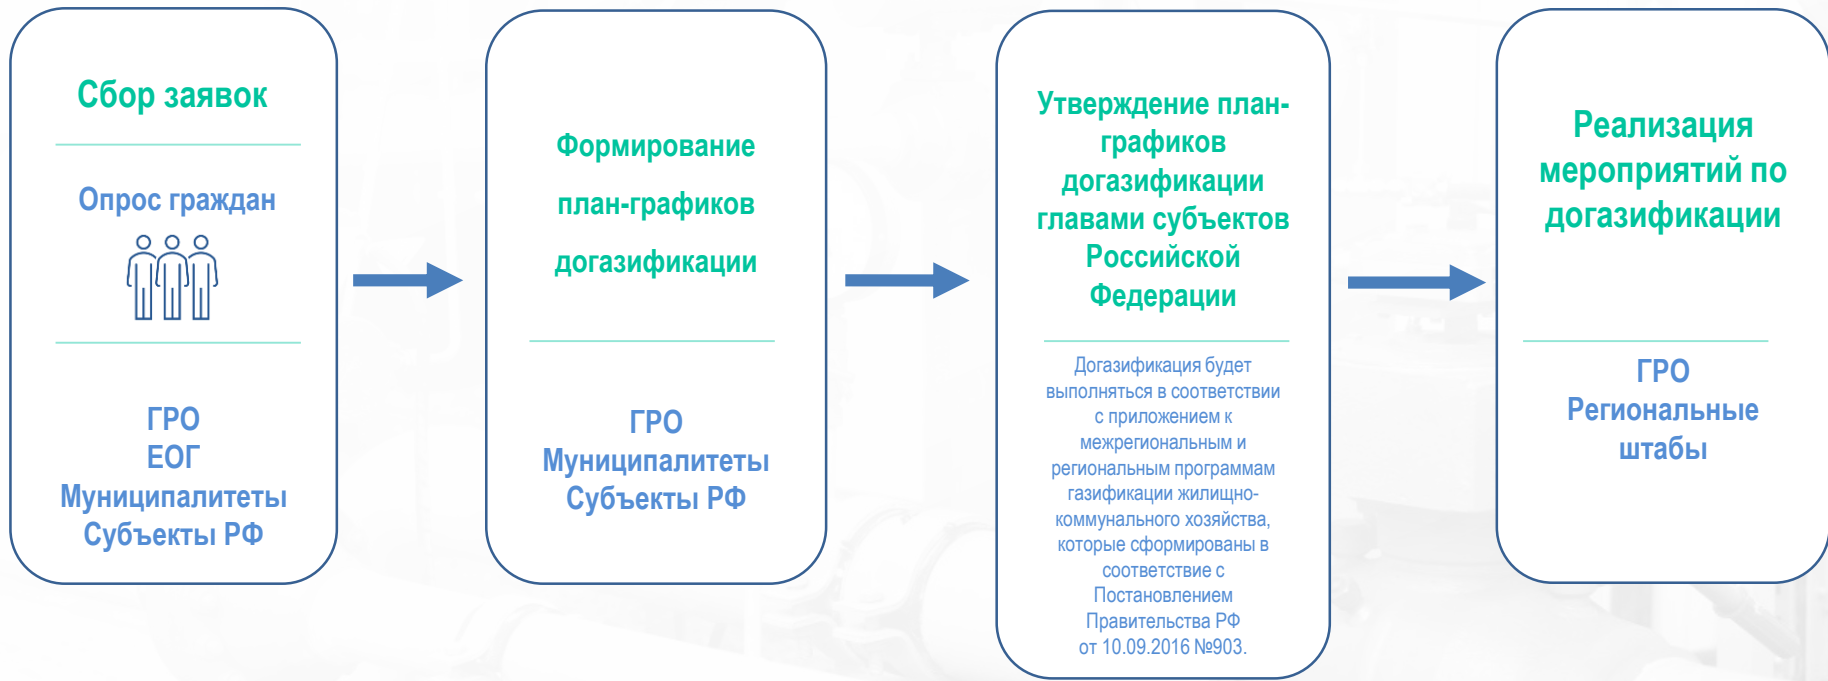 Сбор заявок
Опрос граждан
ГРО
ЕОГ
Муниципалитеты
Субъекты РФ
Формирование
план-графиков
догазификации
ГРО
Муниципалитеты
Субъекты РФ
Утверждение план-
графиков
догазификации
главами субъектов
Российской
Федерации
Догазификация будет
выполняться в соответствии
с приложением к
межрегиональным и
региональным программам
газификации жилищно-
коммунального хозяйства,
которые сформированы в
соответствие с
Постановлением
Правительства РФ
от 10.09.2016 №903.
Реализация
мероприятий по
догазификации
ГРО
Региональные
штабы